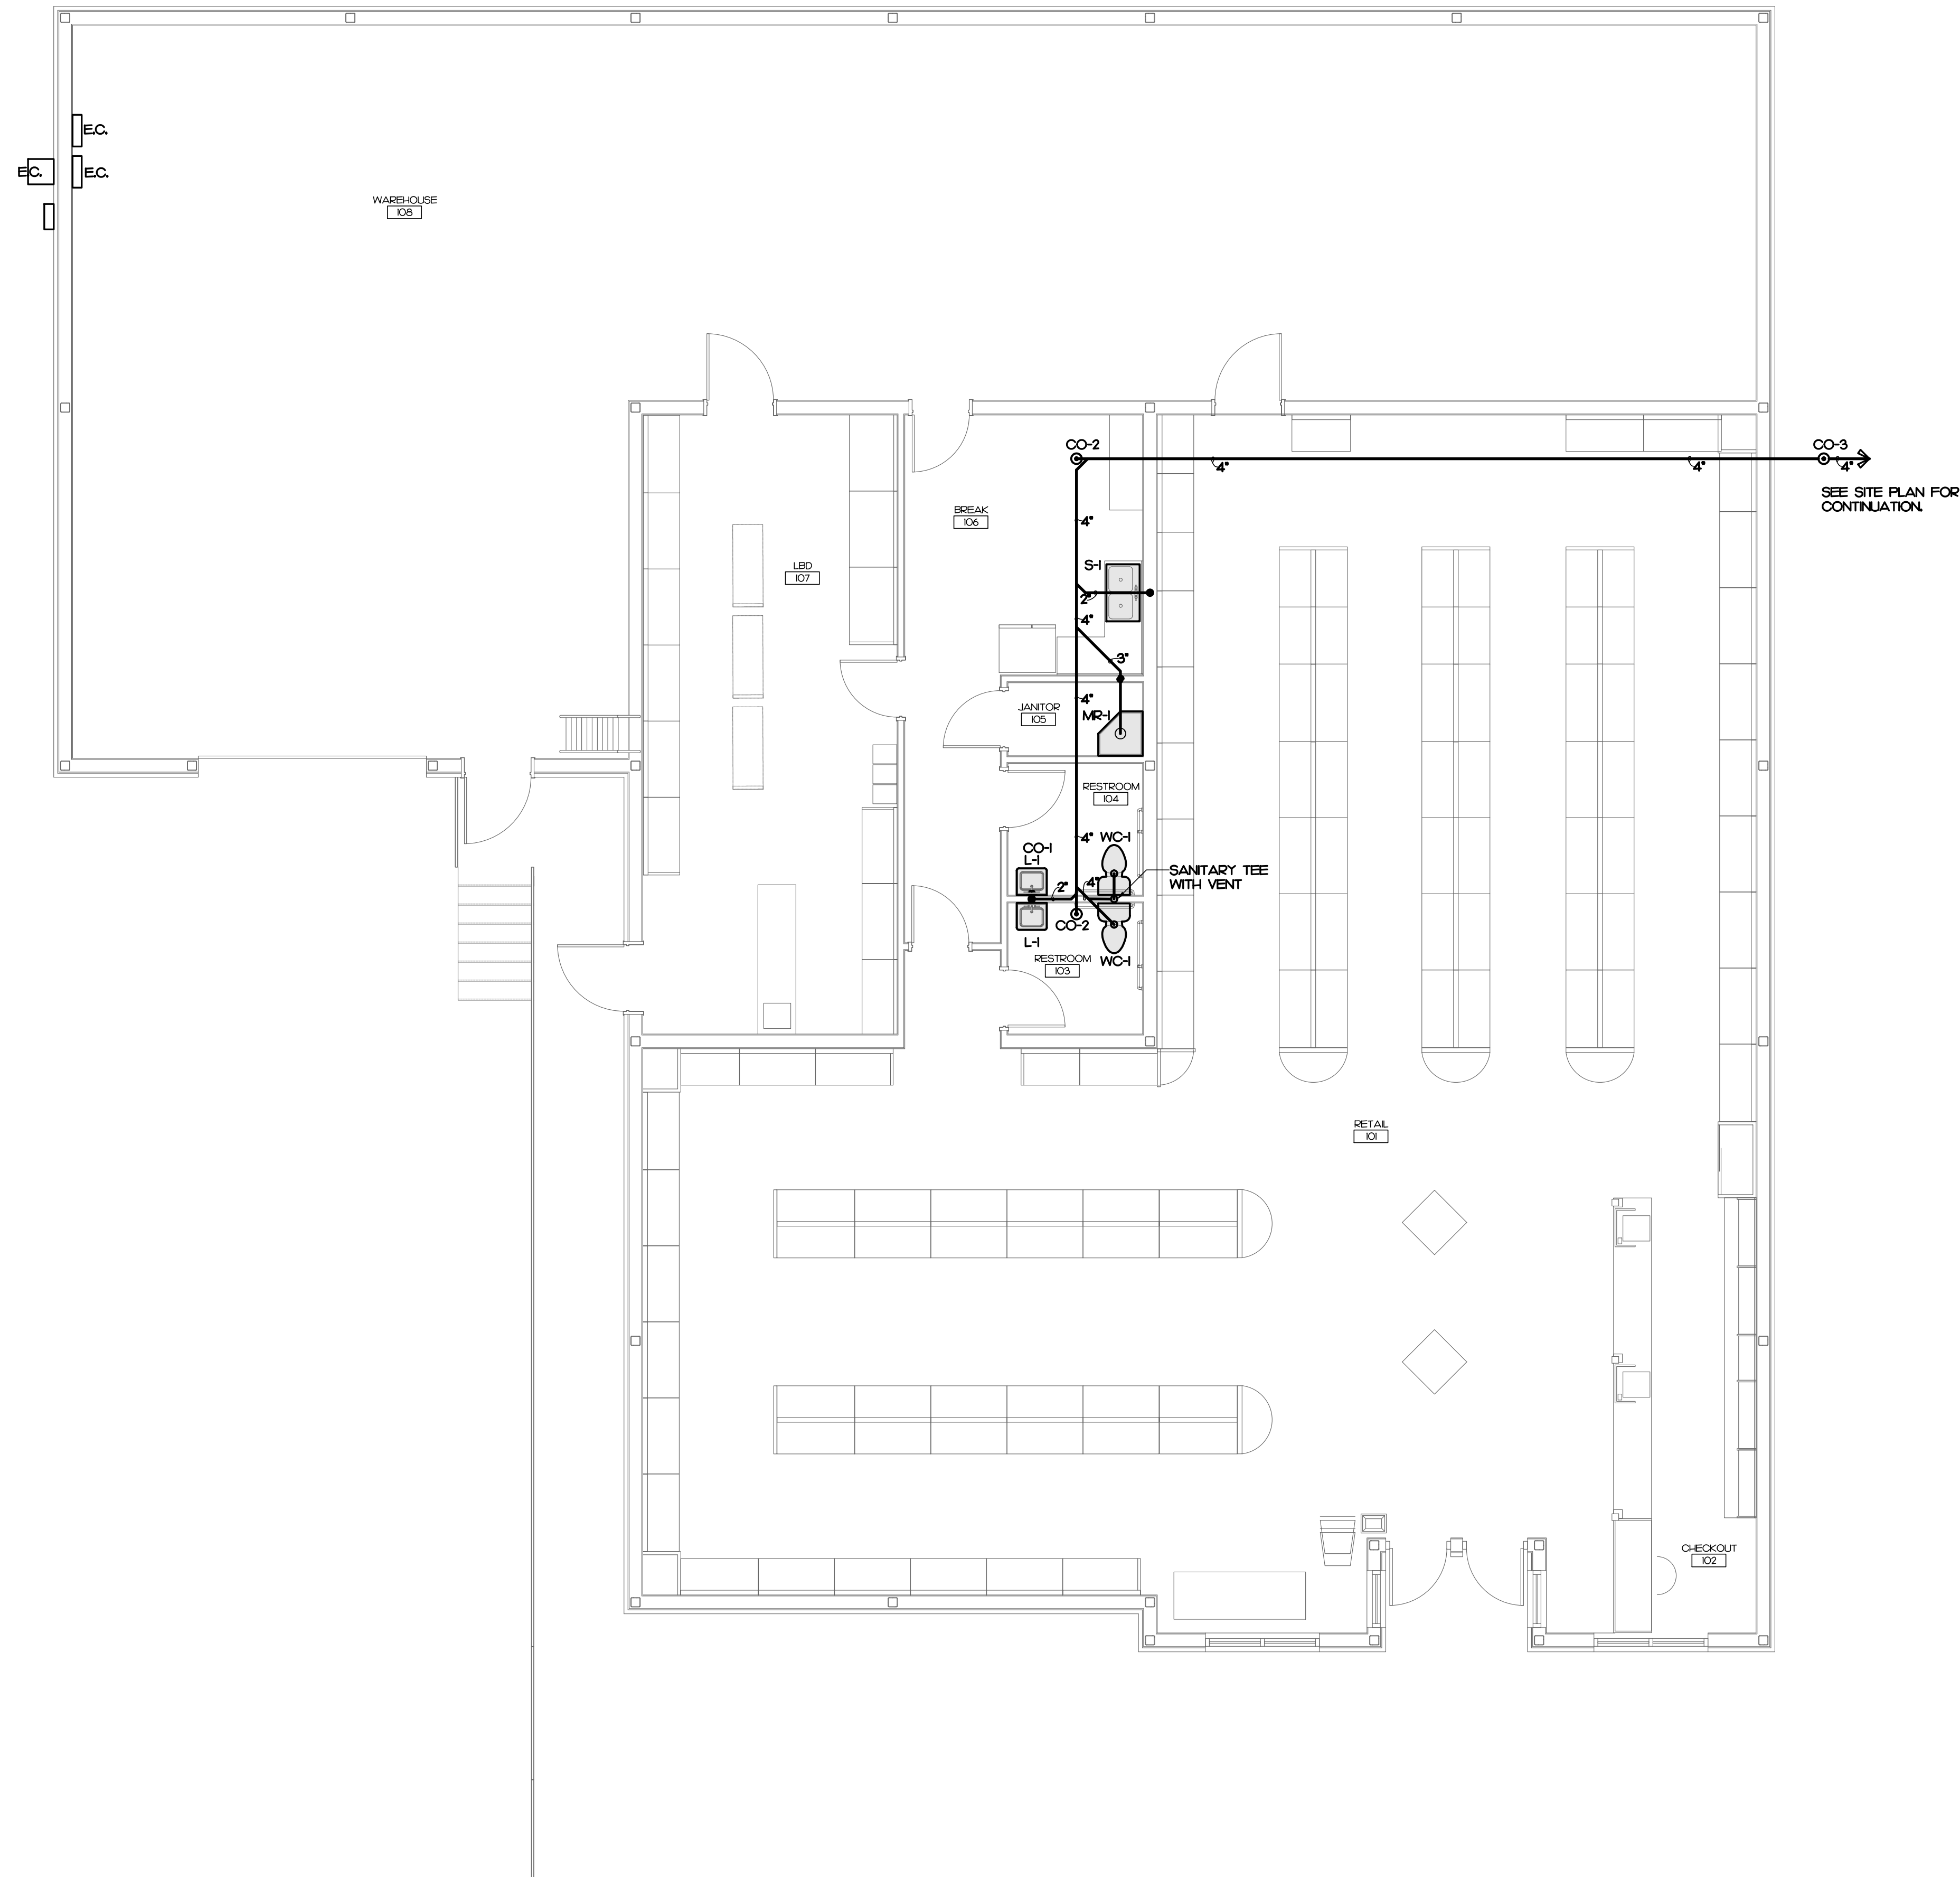 E.C.
E.C.
E.C.
WAREHOUSE
108
CO-2
4"
4"
CO-3
4"
SEE SITE PLAN FOR
CONTINUATION.
BREAK
106
4"
S-1
LBD
107
2"
4"
3"
4"
JANITOR
105
MR-1
RESTROOM
104
4"
WC-1
CO-1
L-1
SANITARY TEE
WITH VENT
2"
4"
CO-2
L-1
WC-1
RESTROOM
103
RETAIL
101
CHECKOUT
102